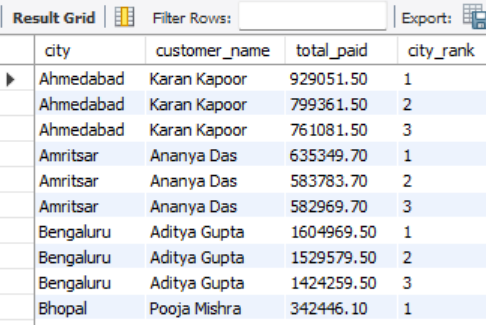 Result Grid Filter Rows: Export:
city customer_name total_paid city_rank
Ahmedabad Karan Kapoor 929051.50 1
Ahmedabad Karan Kapoor 799361.50 2
Ahmedabad Karan Kapoor 761081.50 3
Amritsar Ananya Das 635349.70 1
Amritsar Ananya Das 583783.70 2
Amritsar Ananya Das 582969.70 3
Bengaluru Aditya Gupta 1604969.50 1
Bengaluru Aditya Gupta 1529579.50 2
Bengaluru Aditya Gupta 1424259.50 3
Bhopal Pooja Mishra 342446.10 1